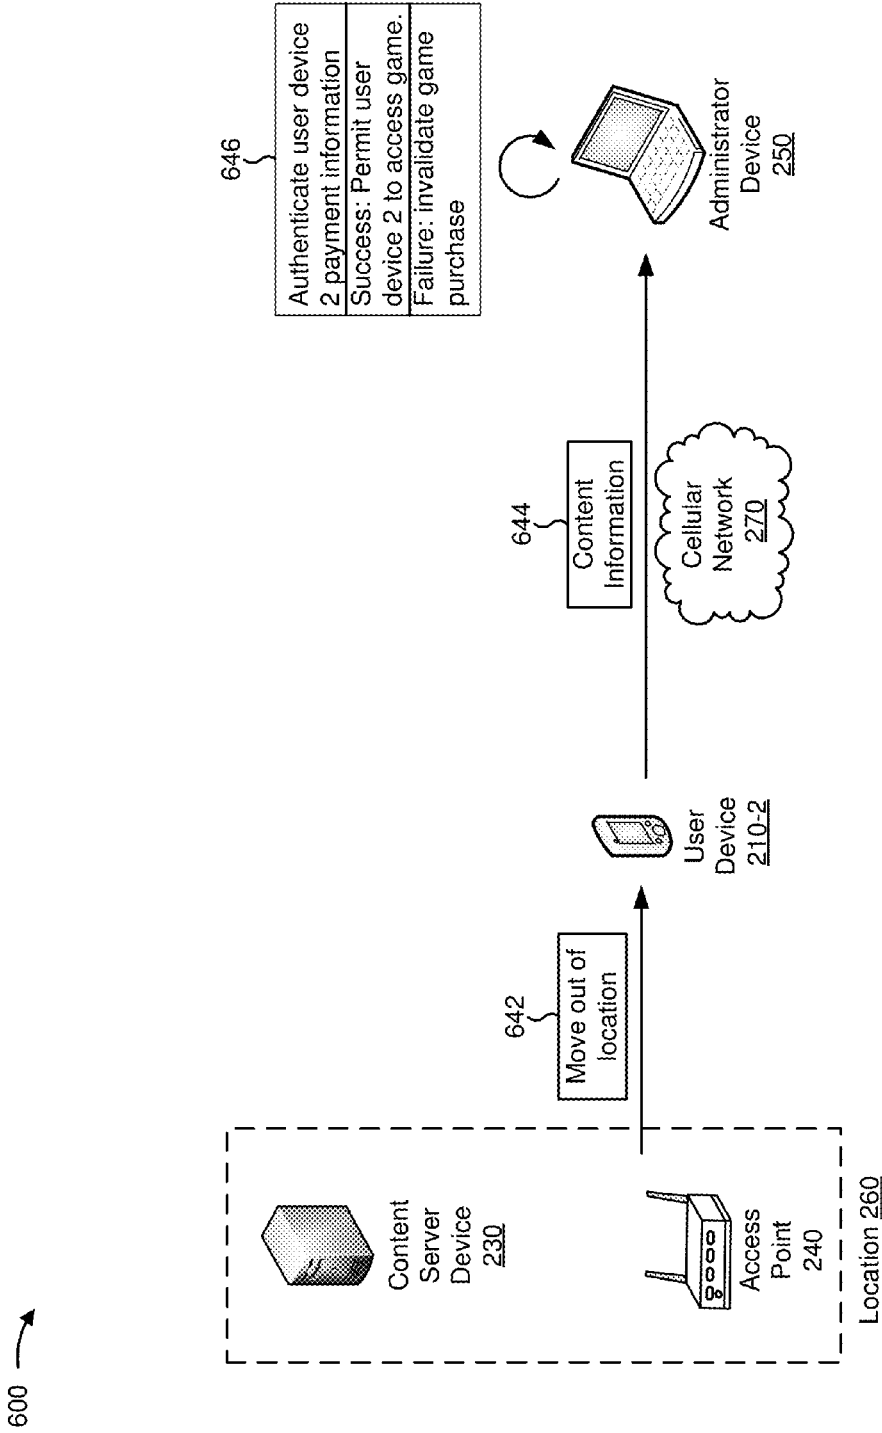 600
Content
Server
Device
230
Access
Point
240
Location 260
642
Move out of
location
User
Device
210-2
644
Content
Information
Cellular
Network
270
646
Authenticate user device
2 payment information
Success: Permit user
device 2 to access game.
Failure: invalidate game
purchase
Administrator
Device
250